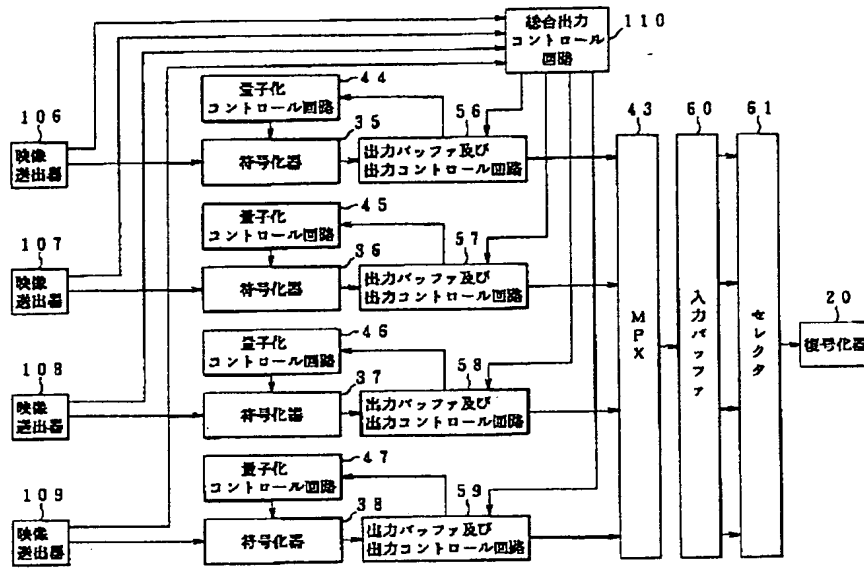 総合出力
コントロール
回路
110
量子化
コントロール回路
44
106
映像
送出器
35
符号化器
56
出力バッファ及び
出力コントロール回路
43
60
61
量子化
コントロール回路
45
107
映像
送出器
36
符号化器
57
出力バッファ及び
出力コントロール回路
MPX
入力バッファ
セレクタ
20
復号化器
量子化
コントロール回路
46
108
映像
送出器
37
符号化器
58
出力バッファ及び
出力コントロール回路
量子化
コントロール回路
47
109
映像
送出器
38
符号化器
59
出力バッファ及び
出力コントロール回路